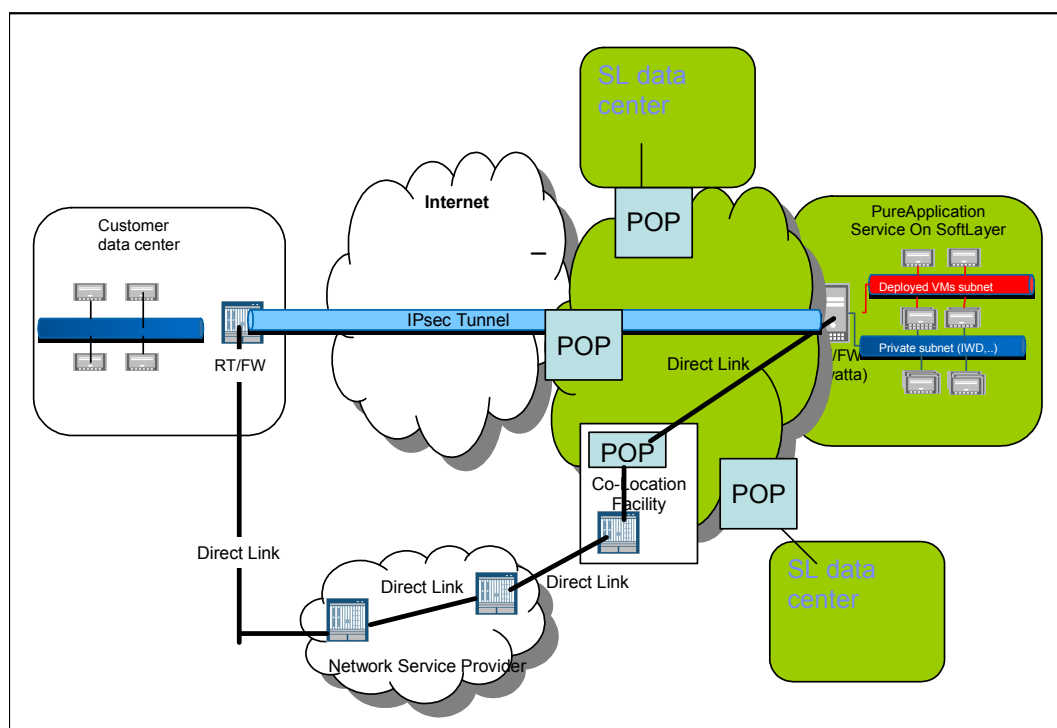 SL data
center
Internet
POP
Customer
data center
PureApplication
Service On SoftLayer
Deployed VMs subnet
IPsec Tunnel
POP
Private subnet (IWD,..)
RT/FW
Direct Link
/FW
yatta)
POP
Co-Location
Facility
POP
Direct Link
Direct Link
Direct Link
SL data
center
Network Service Provider